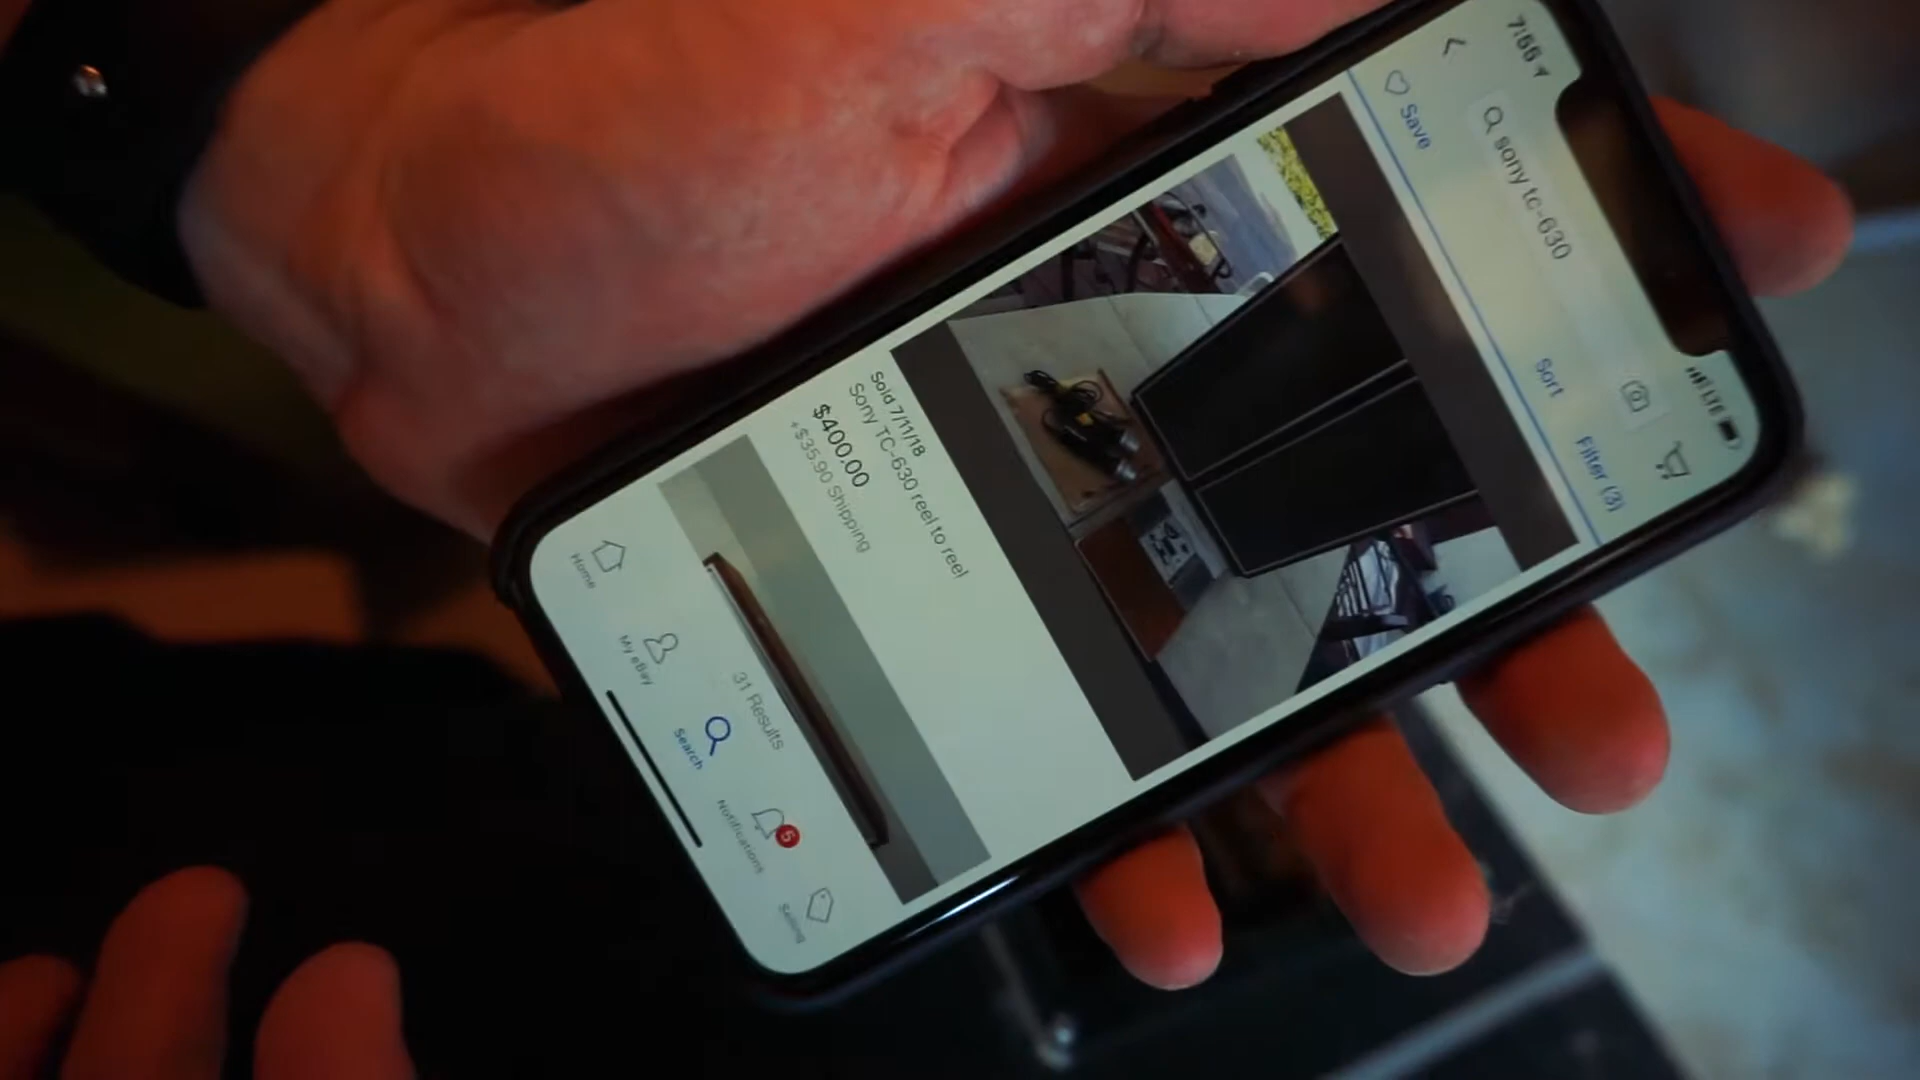 7:56
LTE
sony tc-630
Save
Sort
Filter (3)
Sold 7/11/18
Sony TC-630 reel to reel
$400.00
+$35.90 Shipping
31 Results
Home
My eBay
Search
5
Notifications
Selling